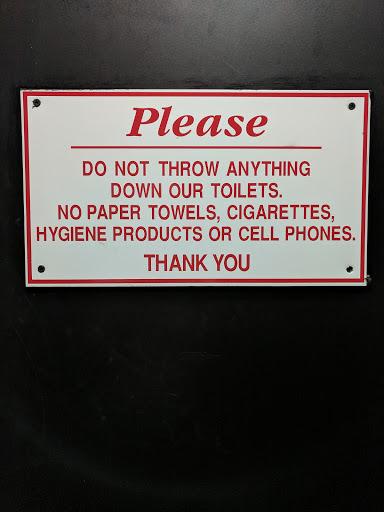 Please
DO NOT THROW ANYTHING
DOWN OUR TOILETS.
NO PAPER TOWELS, CIGARETTES,
HYGIENE PRODUCTS OR CELL PHONES.
THANK YOU